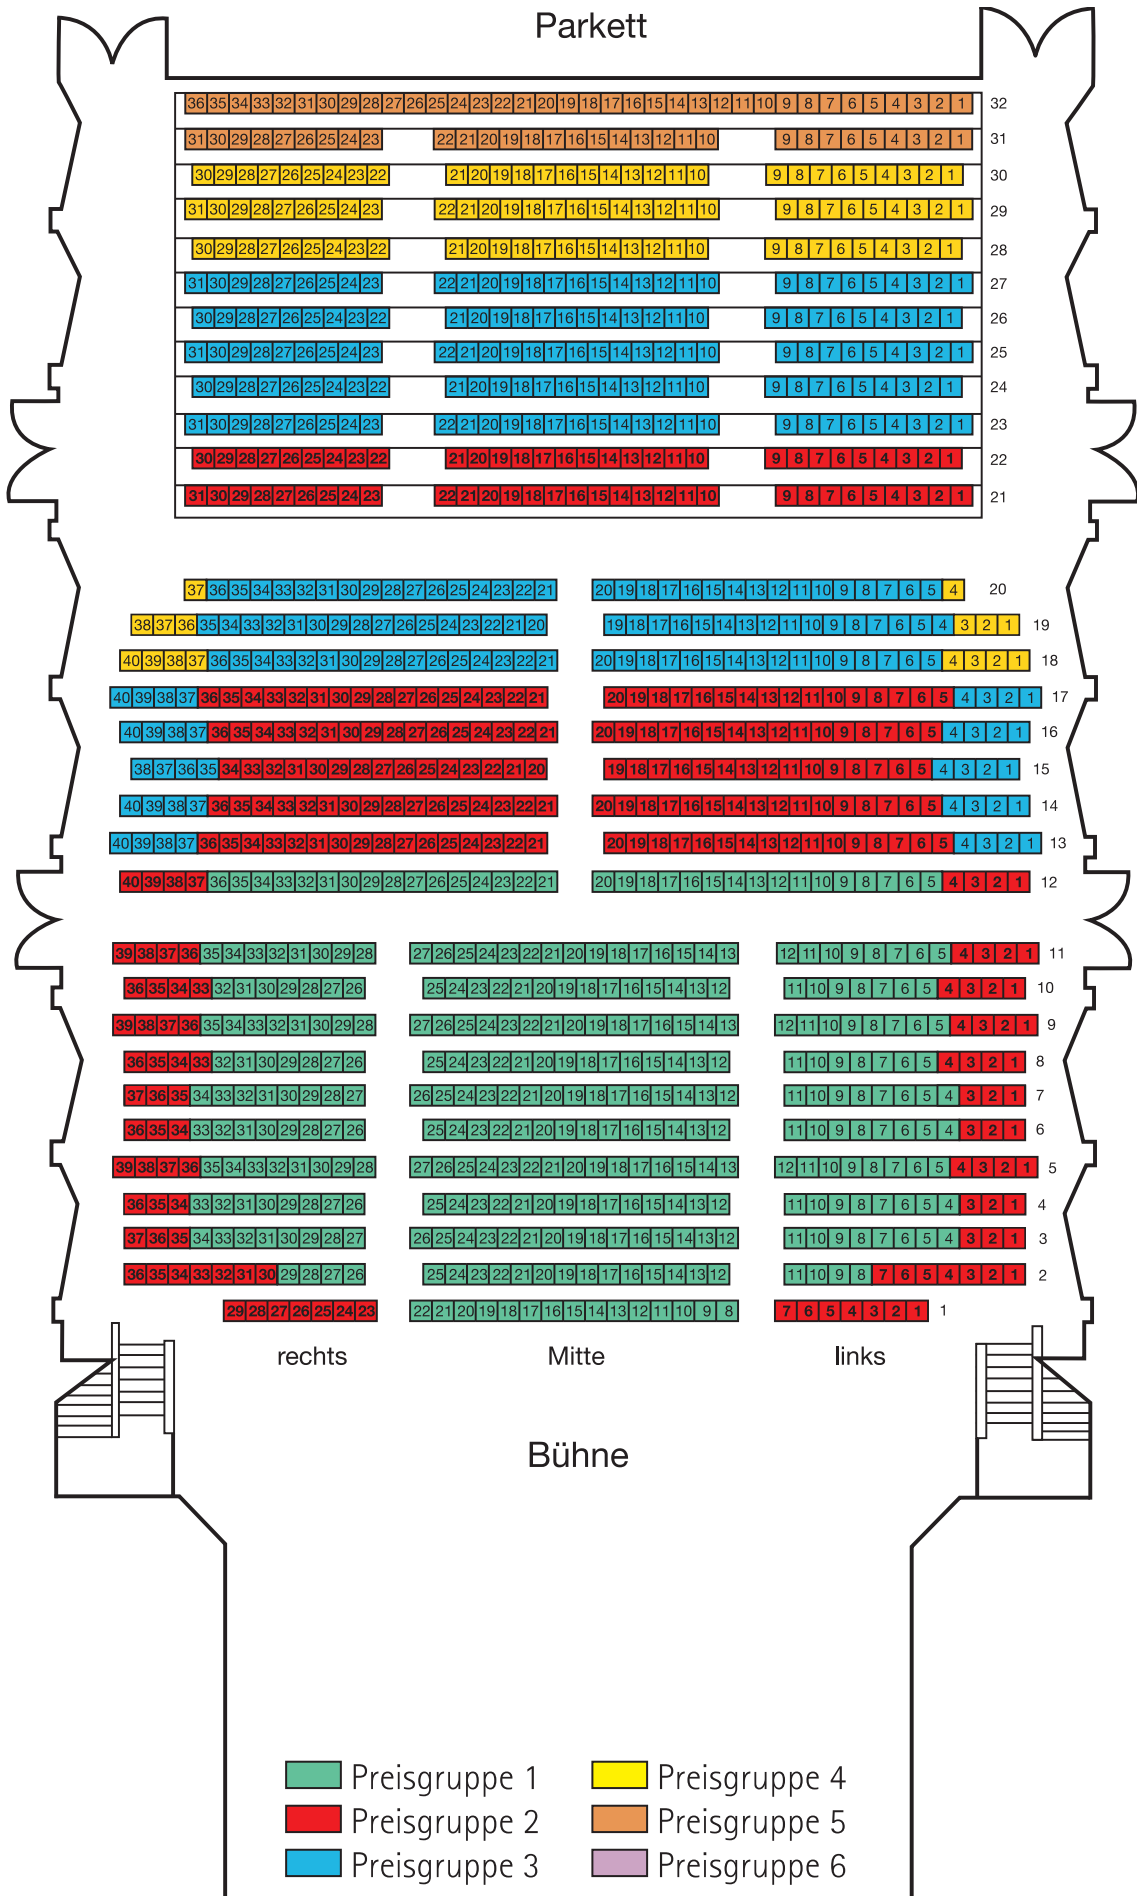 Parkett
36 35 34 33 32 31 30 29 28 27 26 25 24 23 22 21 20 19 18 17 16 15 14 13 12 11 10 9 8 7 6 5 4 3 2 1 32
31 30 29 28 27 26 25 24 23 22 21 20 19 18 17 16 15 14 13 12 11 10 9 8 7 6 5 4 3 2 1 31
30 29 28 27 26 25 24 23 22 21 20 19 18 17 16 15 14 13 12 11 10 9 8 7 6 5 4 3 2 1 30
31 30 29 28 27 26 25 24 23 22 21 20 19 18 17 16 15 14 13 12 11 10 9 8 7 6 5 4 3 2 1 29
30 29 28 27 26 25 24 23 22 21 20 19 18 17 16 15 14 13 12 11 10 9 8 7 6 5 4 3 2 1 28
31 30 29 28 27 26 25 24 23 22 21 20 19 18 17 16 15 14 13 12 11 10 9 8 7 6 5 4 3 2 1 27
30 29 28 27 26 25 24 23 22 21 20 19 18 17 16 15 14 13 12 11 10 9 8 7 6 5 4 3 2 1 26
31 30 29 28 27 26 25 24 23 22 21 20 19 18 17 16 15 14 13 12 11 10 9 8 7 6 5 4 3 2 1 25
30 29 28 27 26 25 24 23 22 21 20 19 18 17 16 15 14 13 12 11 10 9 8 7 6 5 4 3 2 1 24
31 30 29 28 27 26 25 24 23 22 21 20 19 18 17 16 15 14 13 12 11 10 9 8 7 6 5 4 3 2 1 23
30 29 28 27 26 25 24 23 22 21 20 19 18 17 16 15 14 13 12 11 10 9 8 7 6 5 4 3 2 1 22
31 30 29 28 27 26 25 24 23 22 21 20 19 18 17 16 15 14 13 12 11 10 9 8 7 6 5 4 3 2 1 21
37 36 35 34 33 32 31 30 29 28 27 26 25 24 23 22 21 20 19 18 17 16 15 14 13 12 11 10 9 8 7 6 5 4 20
38 37 36 35 34 33 32 31 30 29 28 27 26 25 24 23 22 21 20 19 18 17 16 15 14 13 12 11 10 9 8 7 6 5 4 3 2 1 19
40 39 38 37 36 35 34 33 32 31 30 29 28 27 26 25 24 23 22 21 20 19 18 17 16 15 14 13 12 11 10 9 8 7 6 5 4 3 2 1 18
40 39 38 37 36 35 34 33 32 31 30 29 28 27 26 25 24 23 22 21 20 19 18 17 16 15 14 13 12 11 10 9 8 7 6 5 4 3 2 1 17
40 39 38 37 36 35 34 33 32 31 30 29 28 27 26 25 24 23 22 21 20 19 18 17 16 15 14 13 12 11 10 9 8 7 6 5 4 3 2 1 16
38 37 36 35 34 33 32 31 30 29 28 27 26 25 24 23 22 21 20 19 18 17 16 15 14 13 12 11 10 9 8 7 6 5 4 3 2 1 15
40 39 38 37 36 35 34 33 32 31 30 29 28 27 26 25 24 23 22 21 20 19 18 17 16 15 14 13 12 11 10 9 8 7 6 5 4 3 2 1 14
40 39 38 37 36 35 34 33 32 31 30 29 28 27 26 25 24 23 22 21 20 19 18 17 16 15 14 13 12 11 10 9 8 7 6 5 4 3 2 1 13
40 39 38 37 36 35 34 33 32 31 30 29 28 27 26 25 24 23 22 21 20 19 18 17 16 15 14 13 12 11 10 9 8 7 6 5 4 3 2 1 12
39 38 37 36 35 34 33 32 31 30 29 28 27 26 25 24 23 22 21 20 19 18 17 16 15 14 13 12 11 10 9 8 7 6 5 4 3 2 1 11
36 35 34 33 32 31 30 29 28 27 26 25 24 23 22 21 20 19 18 17 16 15 14 13 12 11 10 9 8 7 6 5 4 3 2 1 10
39 38 37 36 35 34 33 32 31 30 29 28 27 26 25 24 23 22 21 20 19 18 17 16 15 14 13 12 11 10 9 8 7 6 5 4 3 2 1 9
36 35 34 33 32 31 30 29 28 27 26 25 24 23 22 21 20 19 18 17 16 15 14 13 12 11 10 9 8 7 6 5 4 3 2 1 8
37 36 35 34 33 32 31 30 29 28 27 26 25 24 23 22 21 20 19 18 17 16 15 14 13 12 11 10 9 8 7 6 5 4 3 2 1 7
36 35 34 33 32 31 30 29 28 27 26 25 24 23 22 21 20 19 18 17 16 15 14 13 12 11 10 9 8 7 6 5 4 3 2 1 6
39 38 37 36 35 34 33 32 31 30 29 28 27 26 25 24 23 22 21 20 19 18 17 16 15 14 13 12 11 10 9 8 7 6 5 4 3 2 1 5
36 35 34 33 32 31 30 29 28 27 26 25 24 23 22 21 20 19 18 17 16 15 14 13 12 11 10 9 8 7 6 5 4 3 2 1 4
37 36 35 34 33 32 31 30 29 28 27 26 25 24 23 22 21 20 19 18 17 16 15 14 13 12 11 10 9 8 7 6 5 4 3 2 1 3
36 35 34 33 32 31 30 29 28 27 26 25 24 23 22 21 20 19 18 17 16 15 14 13 12 11 10 9 8 7 6 5 4 3 2 1 2
29 28 27 26 25 24 23 22 21 20 19 18 17 16 15 14 13 12 11 10 9 8 7 6 5 4 3 2 1 1
rechts Mitte links
Bühne
Preisgruppe 1 Preisgruppe 4
Preisgruppe 2 Preisgruppe 5
Preisgruppe 3 Preisgruppe 6